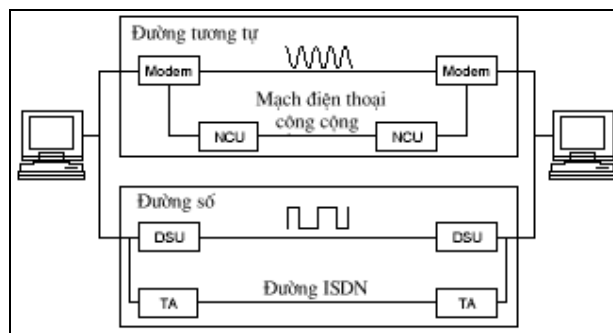 Đường tương tự
Modem Modem
Mạch điện thoại
công cộng
NCU NCU
Đường số
DSU DSU
Đường ISDN
TA TA